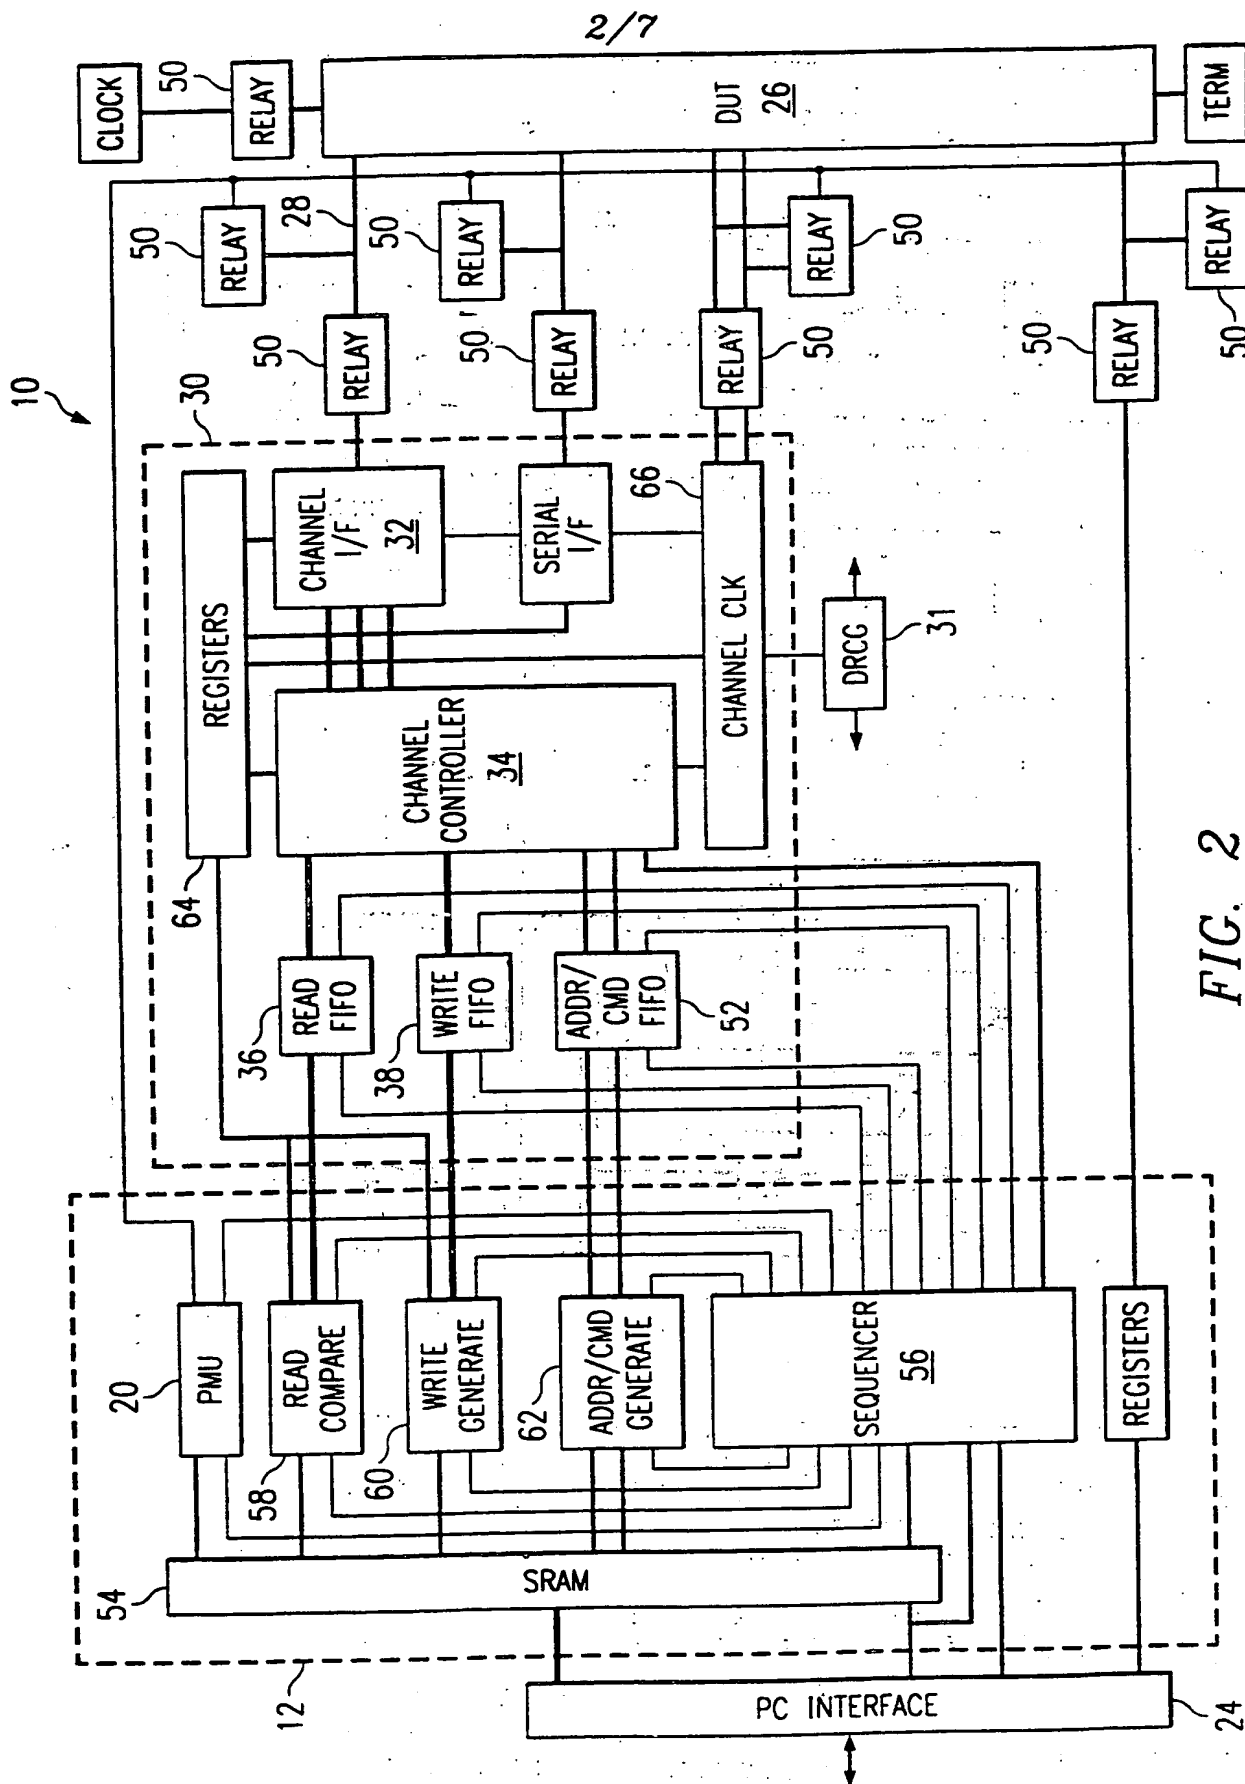 2/7
10
CLOCK
50
RELAY
DUT
26
TERM
50
RELAY
28
50
RELAY
RELAY
50
RELAY
50
50
RELAY
50
RELAY
RELAY
50
50
RELAY
30
REGISTERS
64
CHANNEL
I/F
32
SERIAL
I/F
66
CHANNEL CLK
DRCG
31
CHANNEL
CONTROLLER
34
36
READ
FIFO
38
WRITE
FIFO
ADDR/
CMD
FIFO
52
20
PMU
58
READ
COMPARE
60
WRITE
GENERATE
62
ADDR/CMD
GENERATE
SEQUENCER
56
REGISTERS
54
SRAM
12
PC INTERFACE
24
FIG. 2